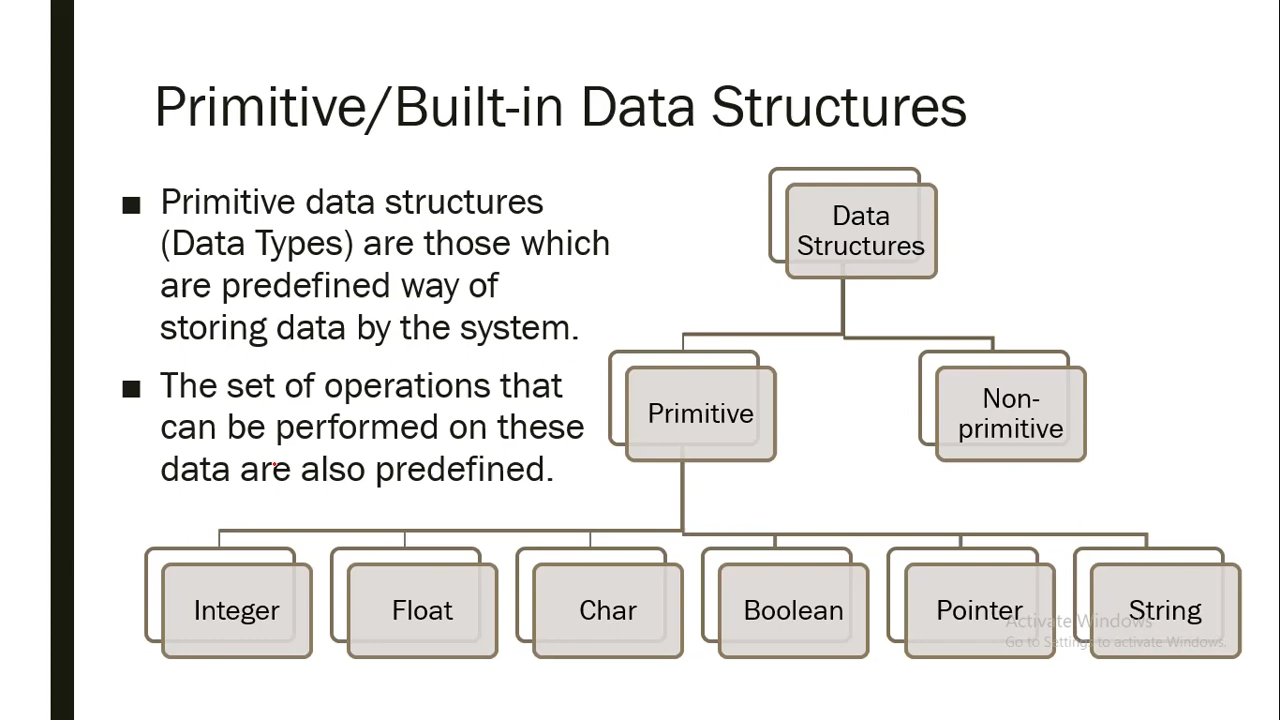 Primitive/Built-in Data Structures
■ Primitive data structures
(Data Types) are those which
are predefined way of
storing data by the system.
■ The set of operations that
can be performed on these
data are also predefined.
Data
Structures
Primitive
Non-
primitive
Integer
Float
Char
Boolean
Pointer
String
Activate Windows
Go to Settings to activate Windows.